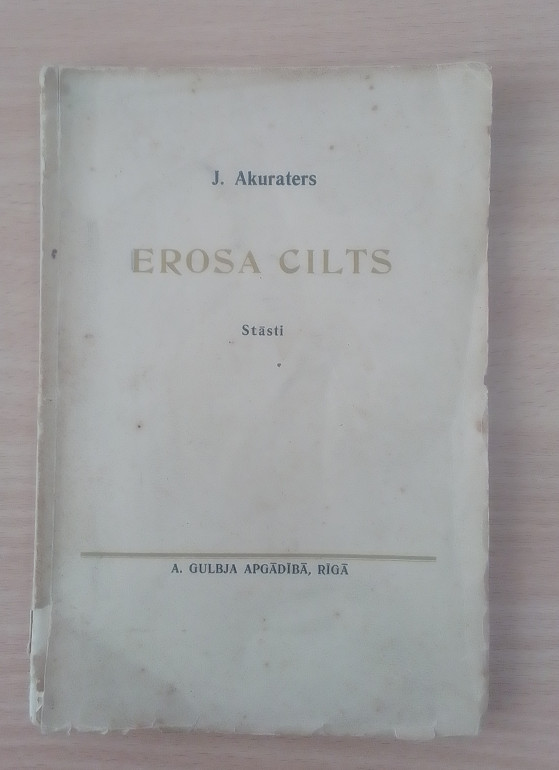 J. Akuraters
EROSA CILTS
Stāsti
A. GULBJA APGĀDĪBĀ, RĪGĀ